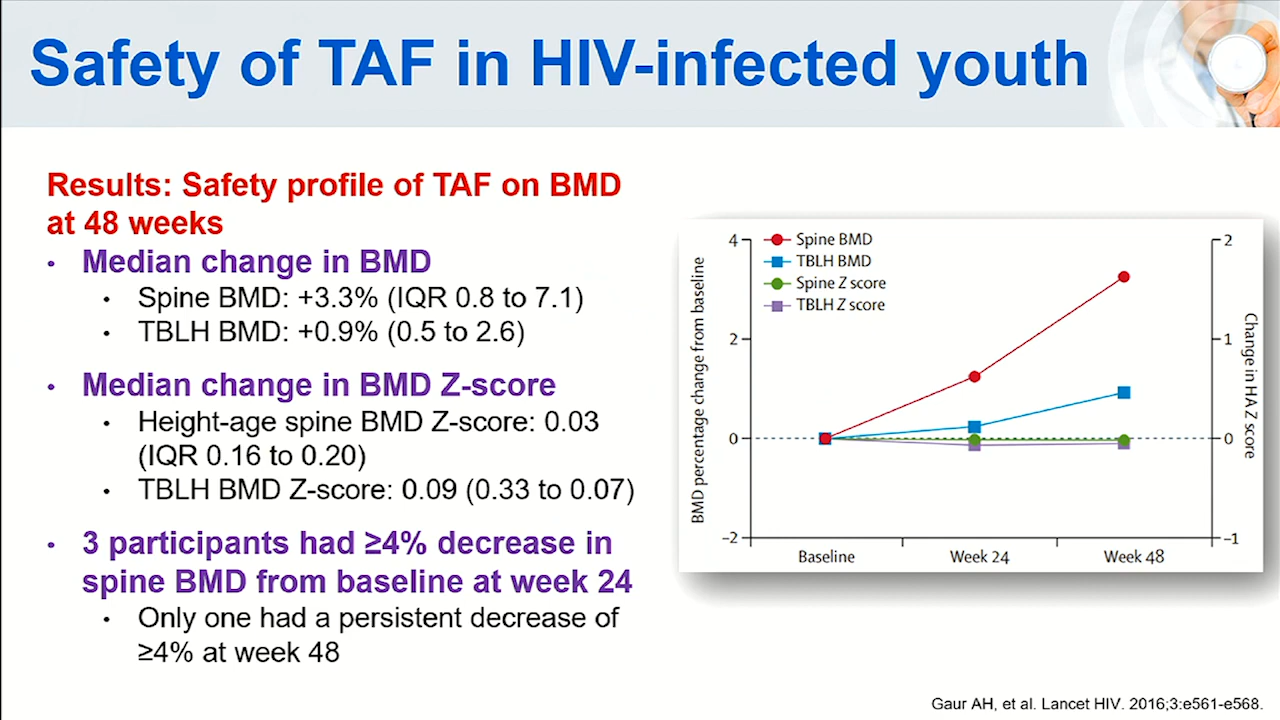 Safety of TAF in HIV-infected youth
Results: Safety profile of TAF on BMD
at 48 weeks
• Median change in BMD
• Spine BMD: +3.3% (IQR 0.8 to 7.1)
• TBLH BMD: +0.9% (0.5 to 2.6)
• Median change in BMD Z-score
• Height-age spine BMD Z-score: 0.03
(IQR 0.16 to 0.20)
• TBLH BMD Z-score: 0.09 (0.33 to 0.07)
• 3 participants had ≥4% decrease in
spine BMD from baseline at week 24
• Only one had a persistent decrease of
≥4% at week 48
BMD percentage change from baseline
4
2
0
−2
Spine BMD
TBLH BMD
Spine Z score
TBLH Z score
2
1
0
−1
Change in HA Z score
Baseline
Week 24
Week 48
Gaur AH, et al. Lancet HIV. 2016;3:e561-e568.